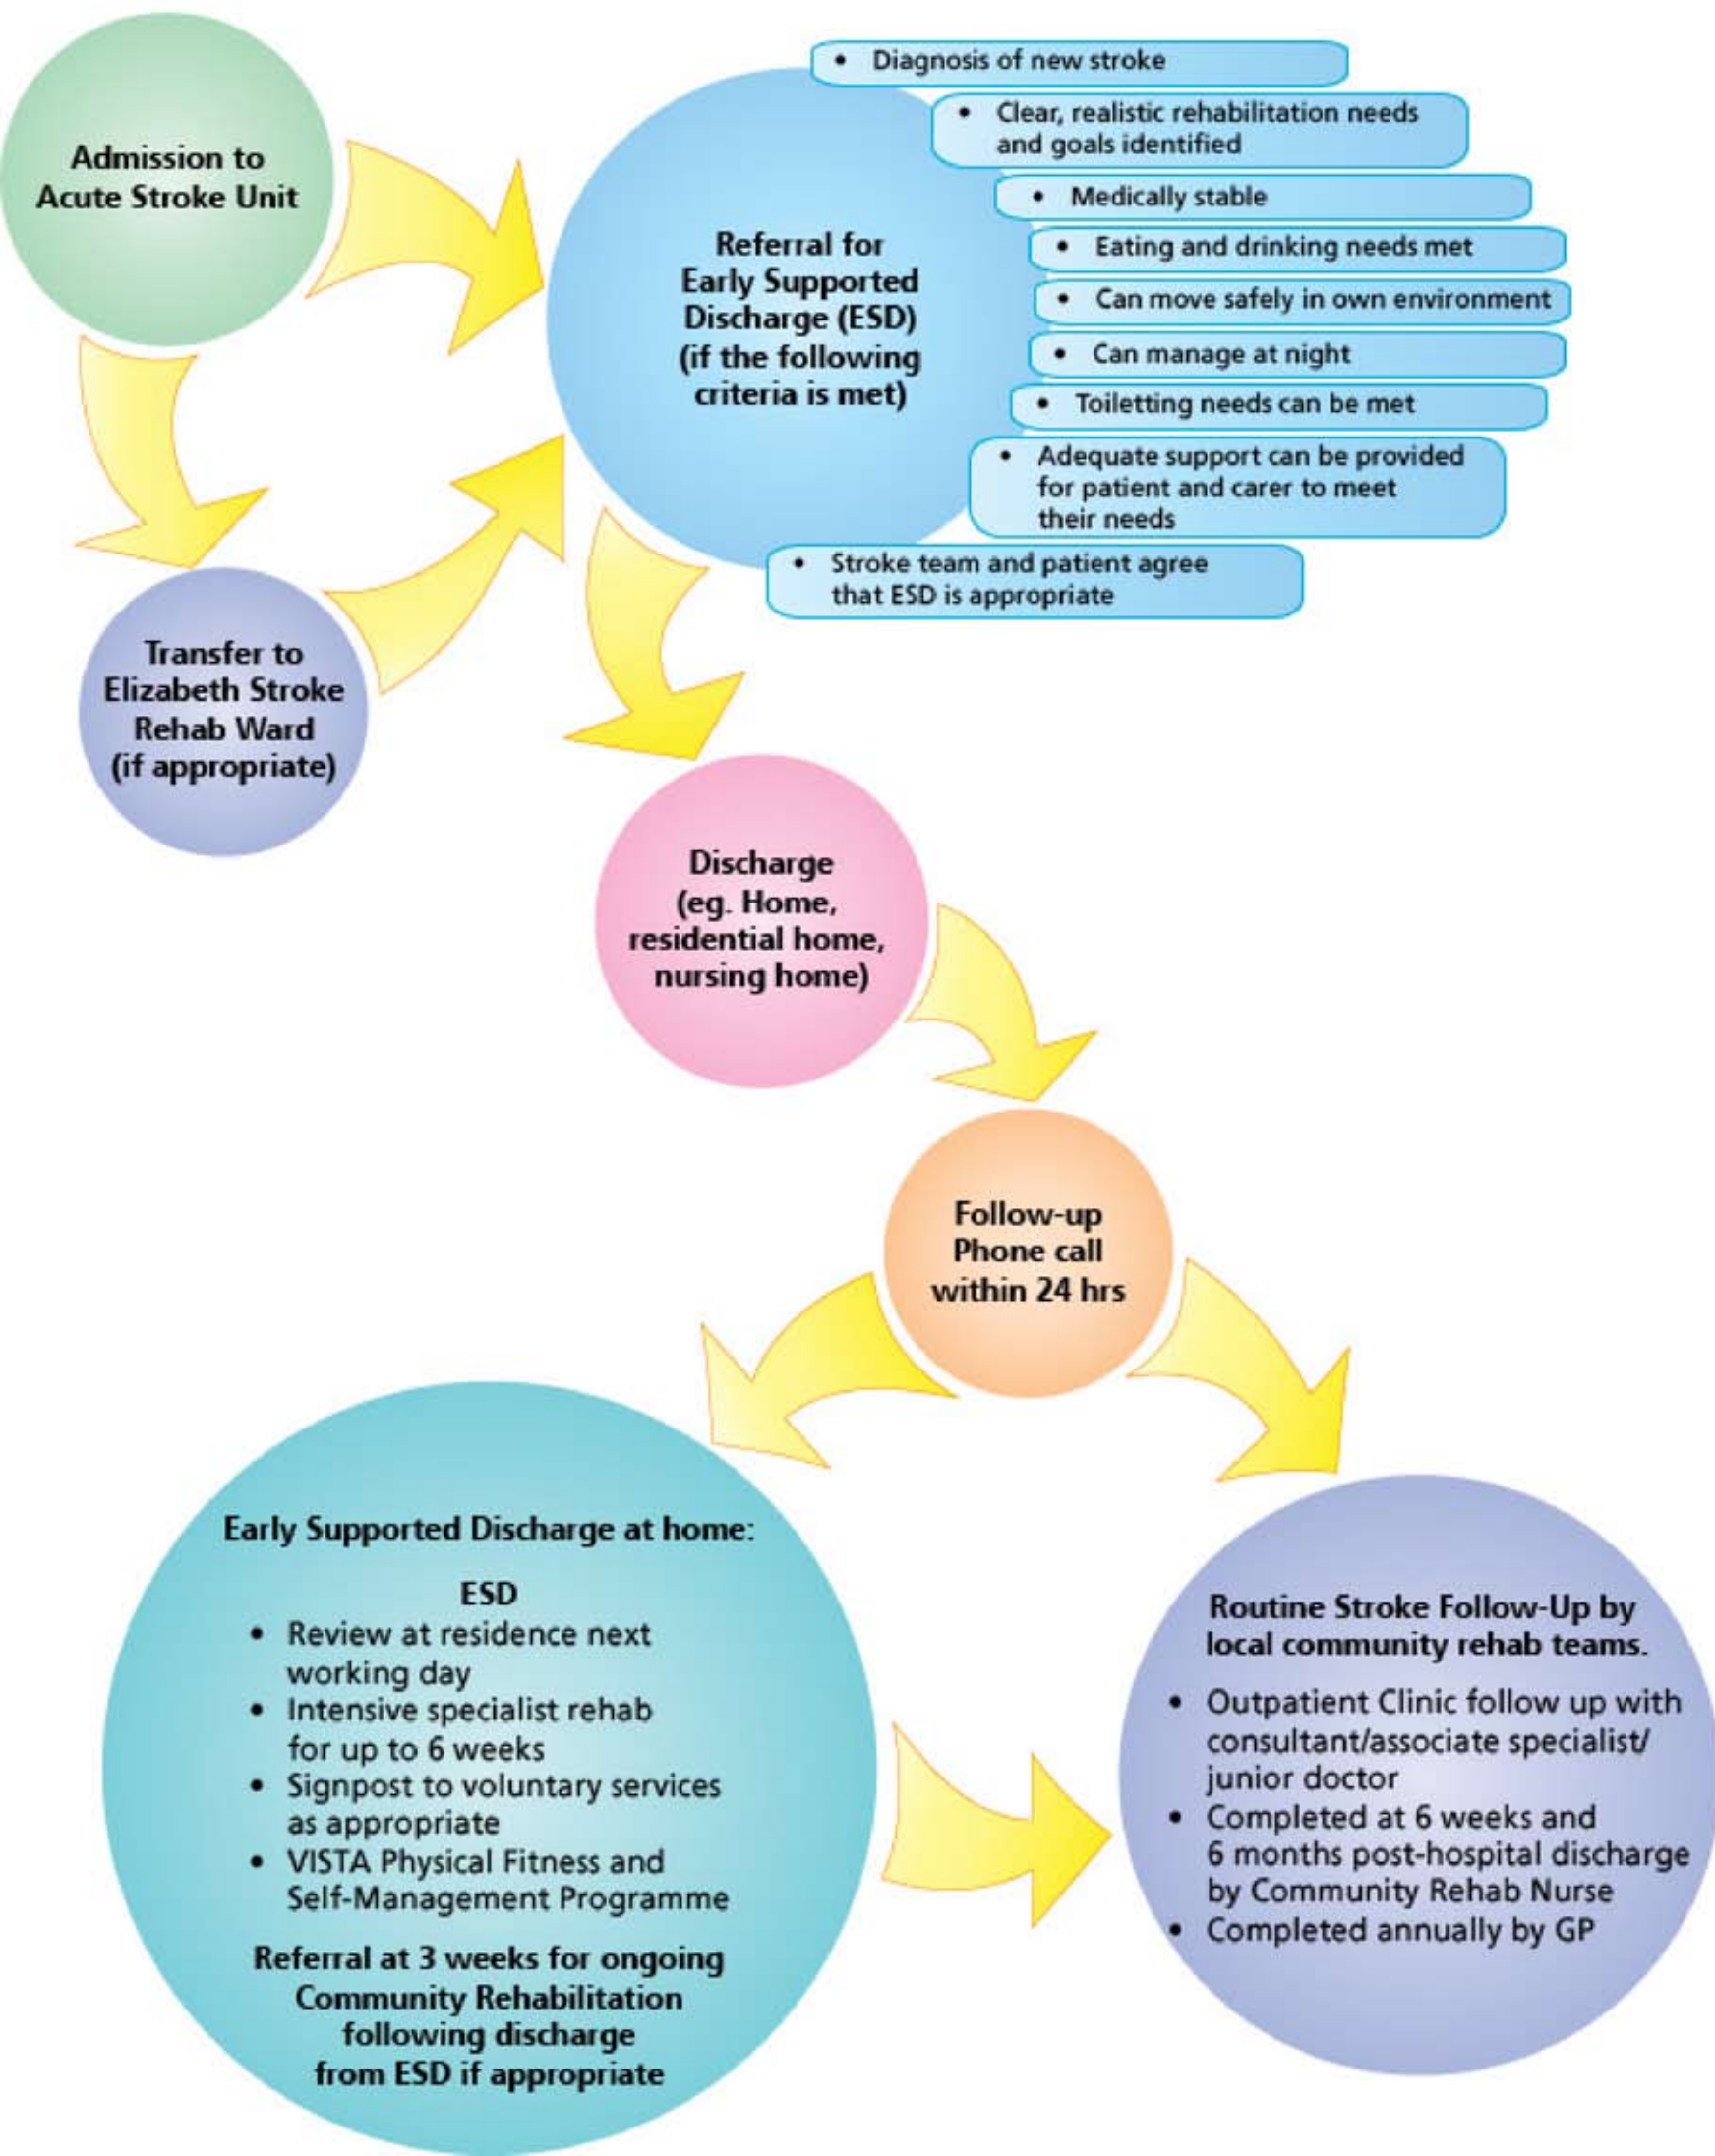 Admission to
Acute Stroke Unit
Referral for
Early Supported
Discharge (ESD)
(if the following
criteria is met)
• Diagnosis of new stroke
• Clear, realistic rehabilitation needs
and goals identified
• Medically stable
• Eating and drinking needs met
• Can move safely in own environment
• Can manage at night
• Toiletting needs can be met
• Adequate support can be provided
for patient and carer to meet
their needs
• Stroke team and patient agree
that ESD is appropriate
Transfer to
Elizabeth Stroke
Rehab Ward
(if appropriate)
Discharge
(eg. Home,
residential home,
nursing home)
Follow-up
Phone call
within 24 hrs
Early Supported Discharge at home:
ESD
• Review at residence next
working day
• Intensive specialist rehab
for up to 6 weeks
• Signpost to voluntary services
as appropriate
• VISTA Physical Fitness and
Self-Management Programme
Referral at 3 weeks for ongoing
Community Rehabilitation
following discharge
from ESD if appropriate
Routine Stroke Follow-Up by
local community rehab teams.
• Outpatient Clinic follow up with
consultant/associate specialist/
junior doctor
• Completed at 6 weeks and
6 months post-hospital discharge
by Community Rehab Nurse
• Completed annually by GP